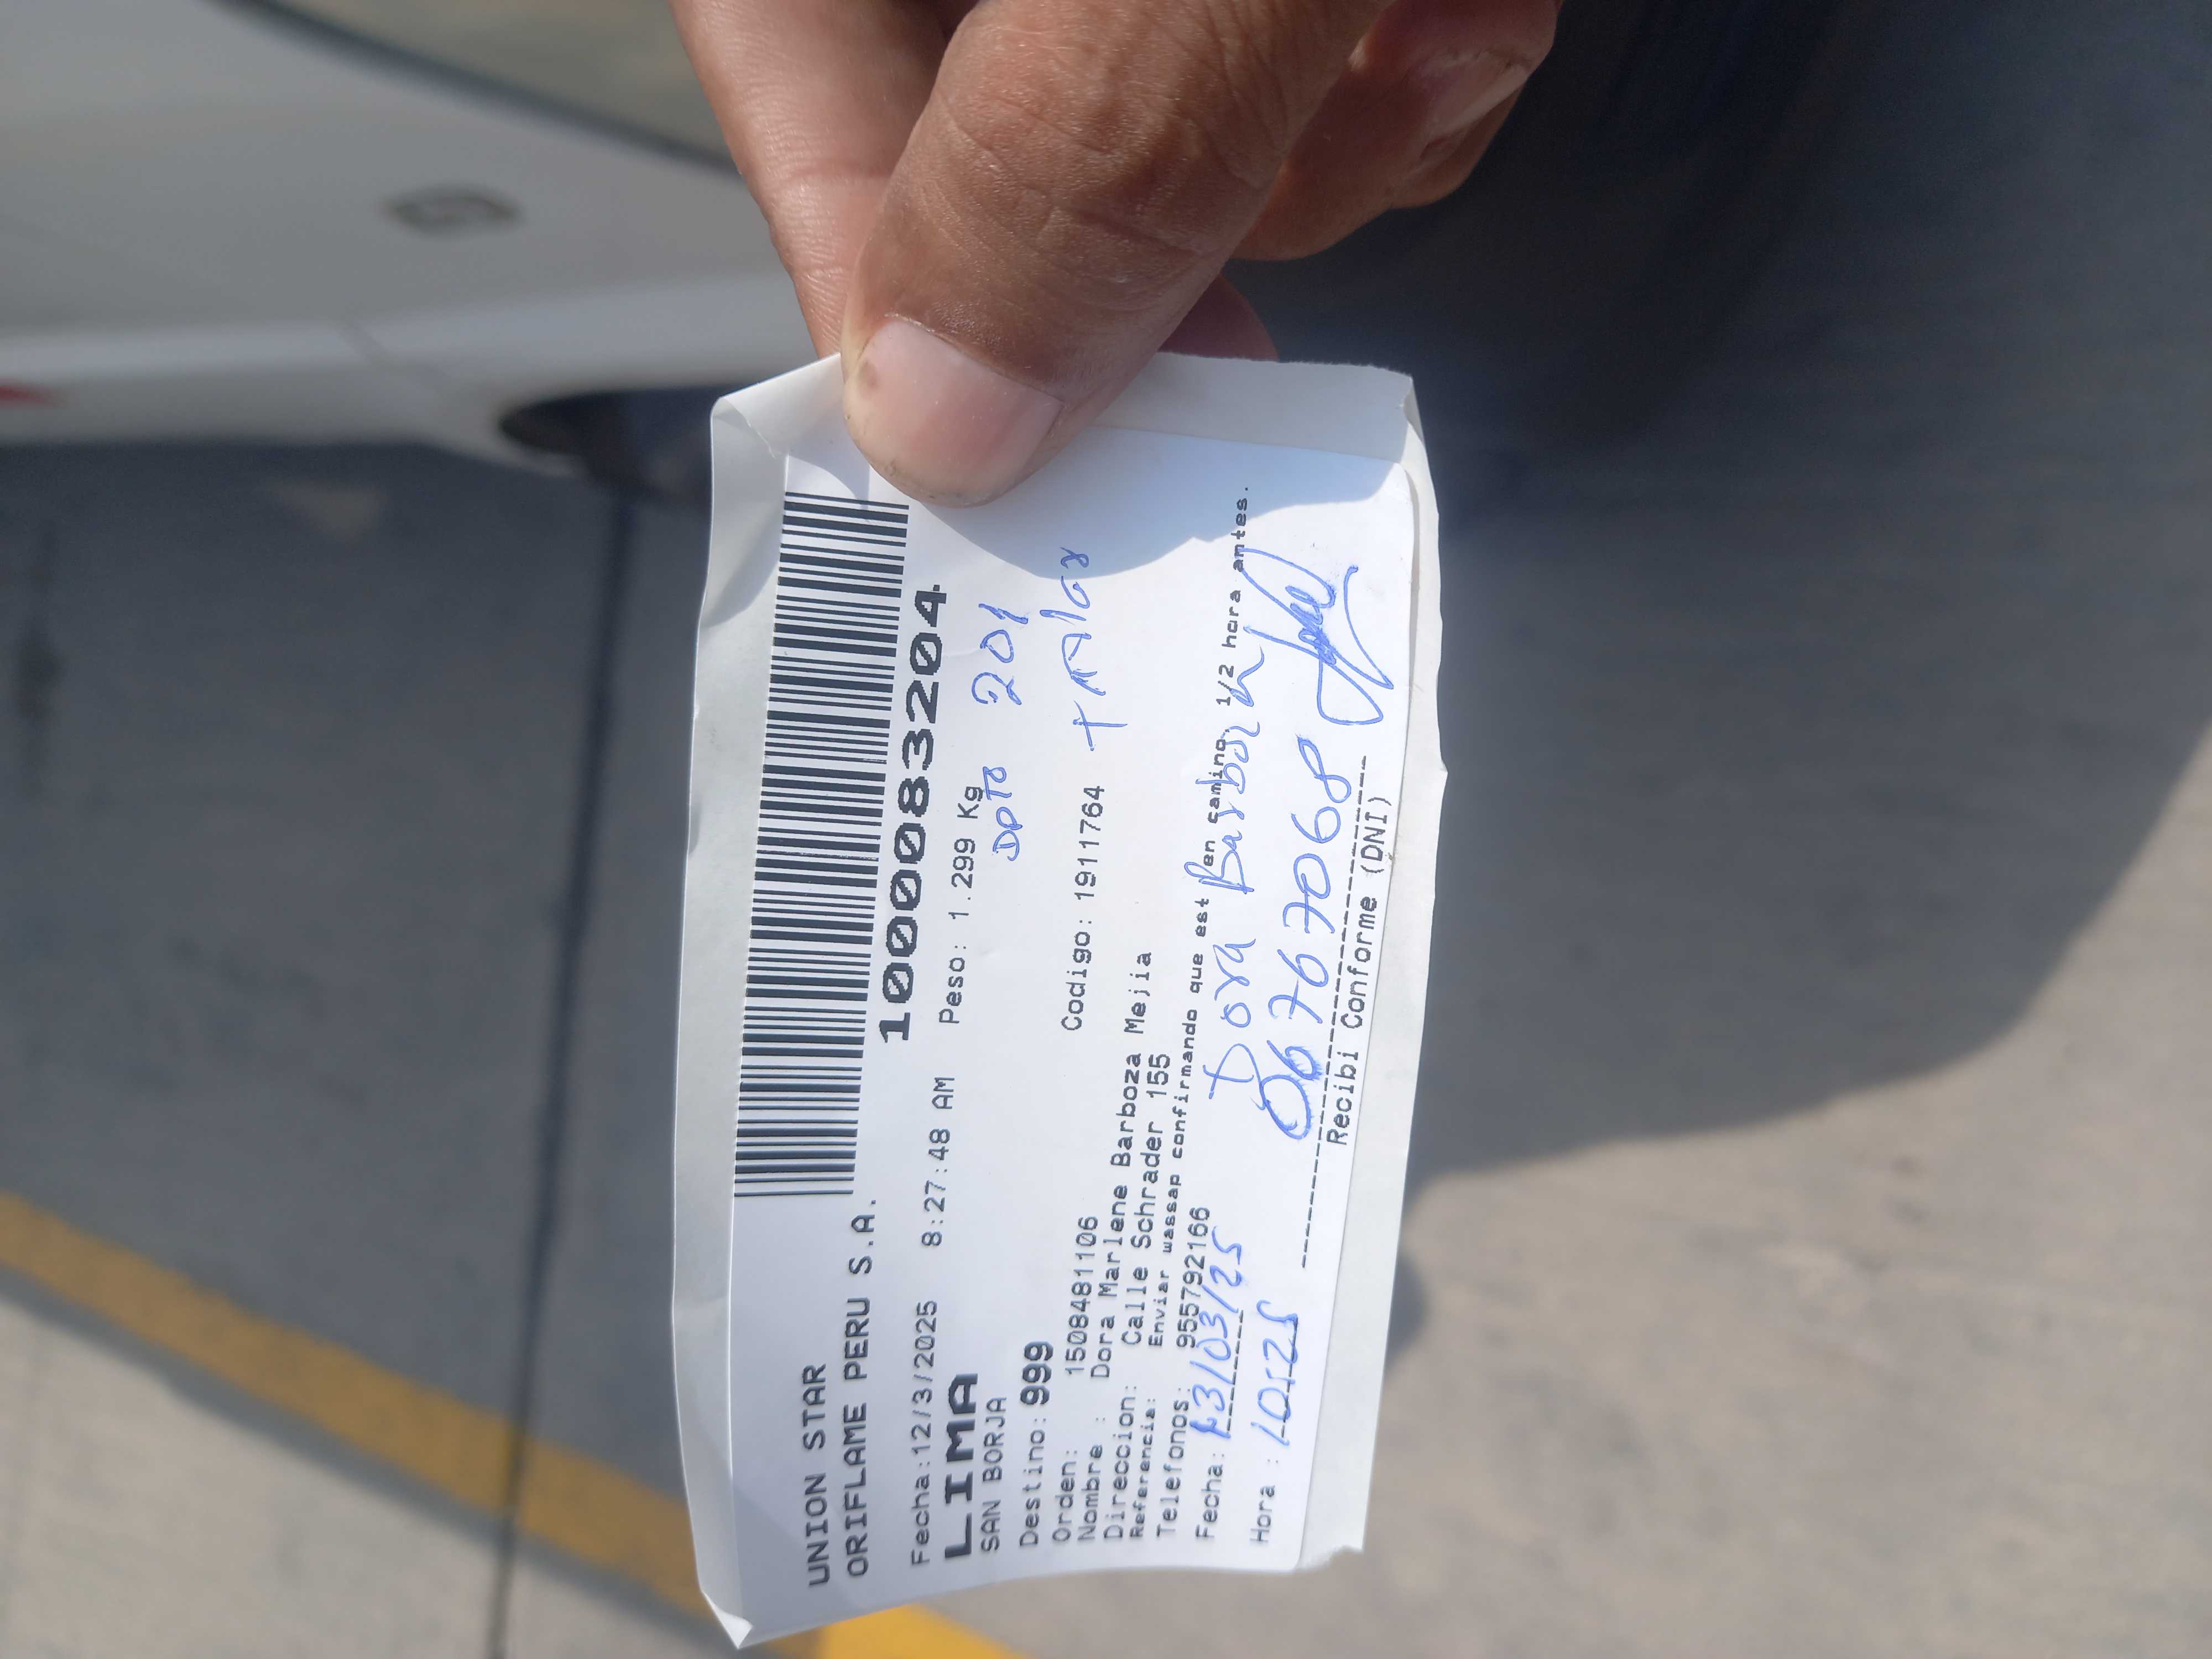 UNION STAR
ORIFLAME PERU S.A.
1000083204
Fecha:12/3/2025 8:27:48 AM Peso: 1.299 Kg
LIMA
SAN BORJA
Dpto 201
Destino: 999
Orden: 1508481106 Codigo: 1911764
Nombre : Dora Marlene Barboza Mejia
Direccion: Calle Schrader 155
Referencia: Enviar wassap confirmando que est en camino, 1/2 hora antes.
Telefonos: 955792166
Dora Barboza
Fecha: 13/03/25
06767068
Hora : 10:25
Recibi Conforme (DNI)